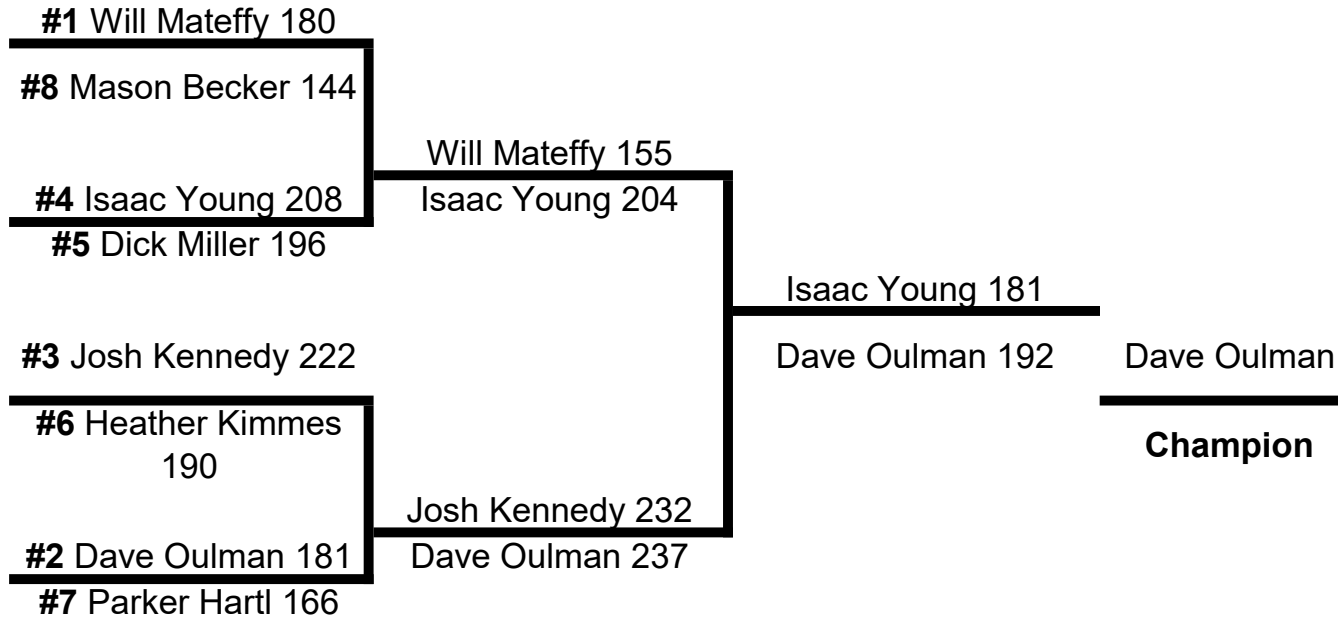 #1 Will Mateffy 180
#8 Mason Becker 144
Will Mateffy 155
#4 Isaac Young 208
Isaac Young 204
#5 Dick Miller 196
Isaac Young 181
#3 Josh Kennedy 222
Dave Oulman 192
Dave Oulman
#6 Heather Kimmes
190
Champion
Josh Kennedy 232
#2 Dave Oulman 181
Dave Oulman 237
#7 Parker Hartl 166